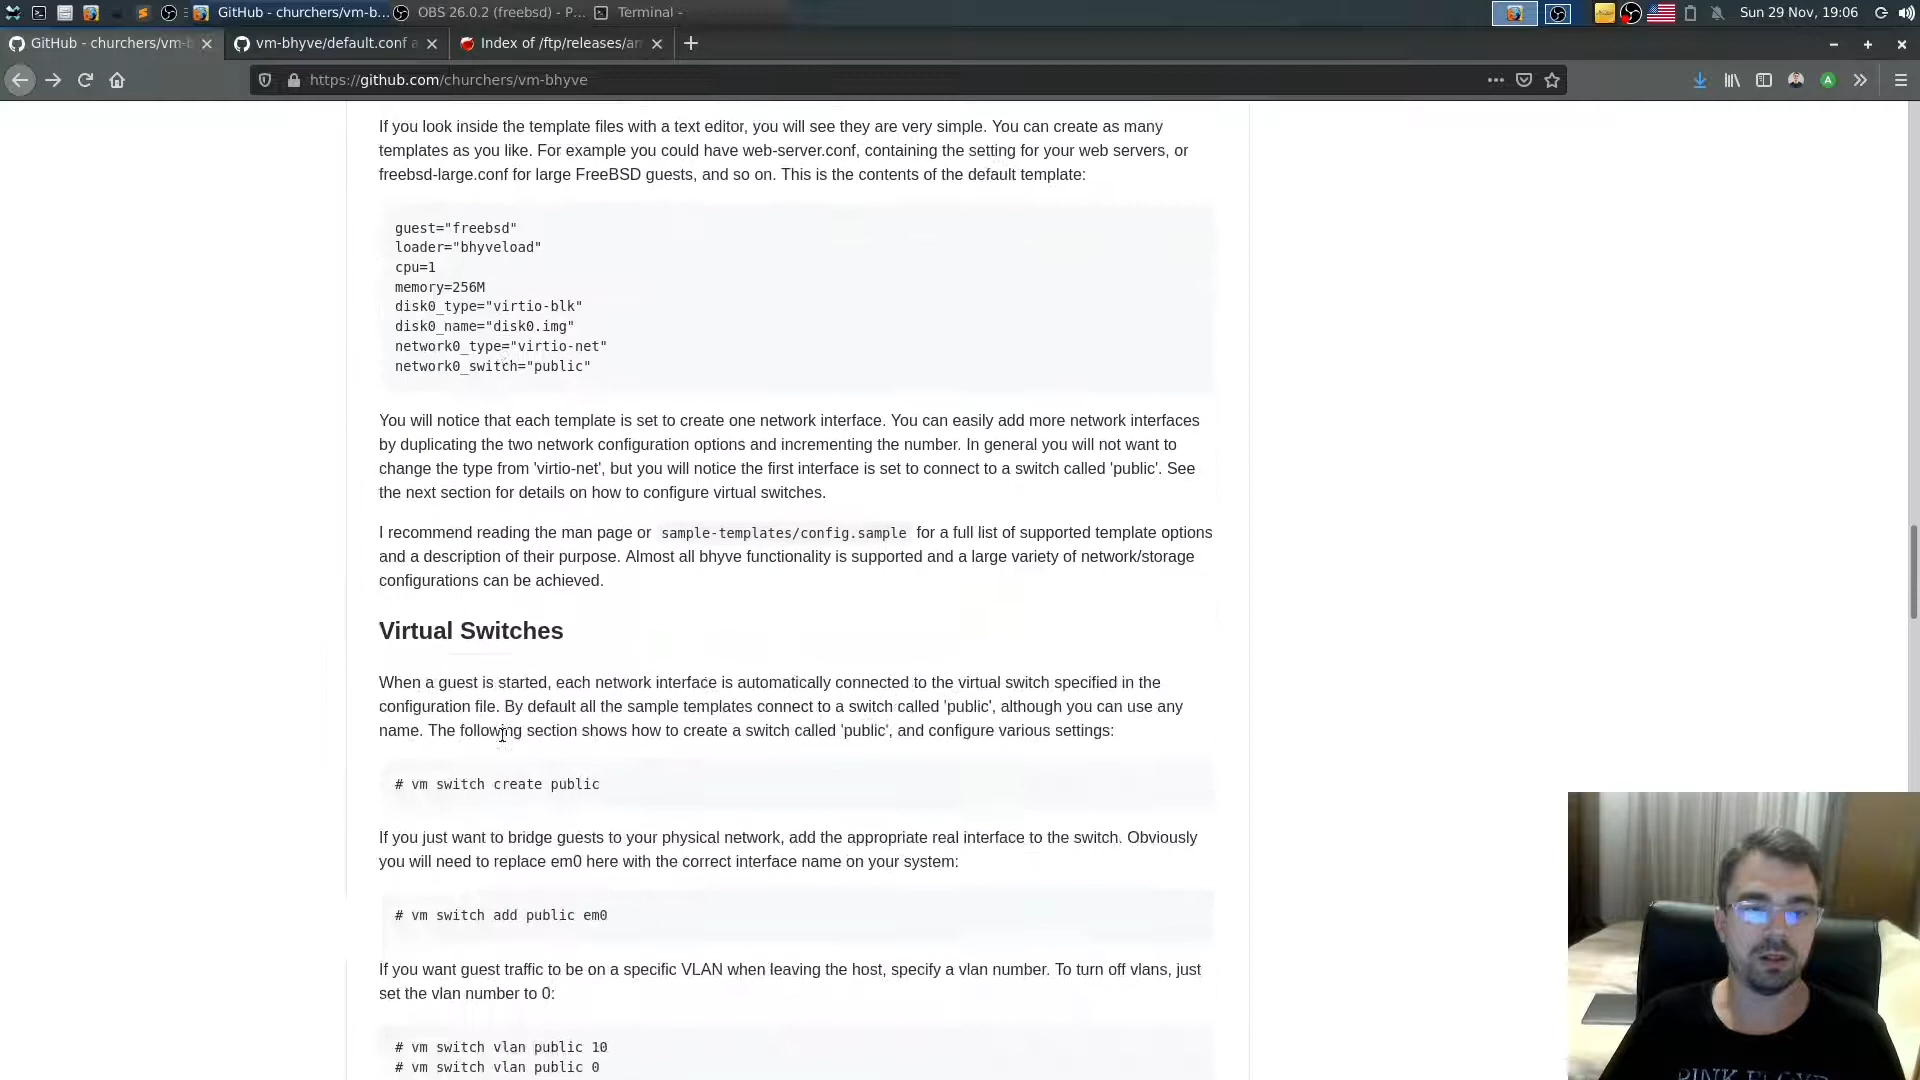 GitHub - churchers/vm-b... OBS 26.0.2 (freebsd) - P... Terminal - Sun 29 Nov, 19:06
GitHub - churchers/vm-b vm-bhyve/default.conf Index of /ftp/releases/
https://github.com/churchers/vm-bhyve
If you look inside the template files with a text editor, you will see they are very simple. You can create as many
templates as you like. For example you could have web-server.conf, containing the setting for your web servers, or
freebsd-large.conf for large FreeBSD guests, and so on. This is the contents of the default template:
guest="freebsd"
loader="bhyveload"
cpu=1
memory=256M
disk0_type="virtio-blk"
disk0_name="disk0.img"
network0_type="virtio-net"
network0_switch="public"
You will notice that each template is set to create one network interface. You can easily add more network interfaces
by duplicating the two network configuration options and incrementing the number. In general you will not want to
change the type from 'virtio-net', but you will notice the first interface is set to connect to a switch called 'public'. See
the next section for details on how to configure virtual switches.
I recommend reading the man page or sample-templates/config.sample for a full list of supported template options
and a description of their purpose. Almost all bhyve functionality is supported and a large variety of network/storage
configurations can be achieved.
Virtual Switches
When a guest is started, each network interface is automatically connected to the virtual switch specified in the
configuration file. By default all the sample templates connect to a switch called 'public', although you can use any
name. The following section shows how to create a switch called 'public', and configure various settings:
# vm switch create public
If you just want to bridge guests to your physical network, add the appropriate real interface to the switch. Obviously
you will need to replace em0 here with the correct interface name on your system:
# vm switch add public em0
If you want guest traffic to be on a specific VLAN when leaving the host, specify a vlan number. To turn off vlans, just
set the vlan number to 0:
# vm switch vlan public 10
# vm switch vlan public 0
PINK FLOYD